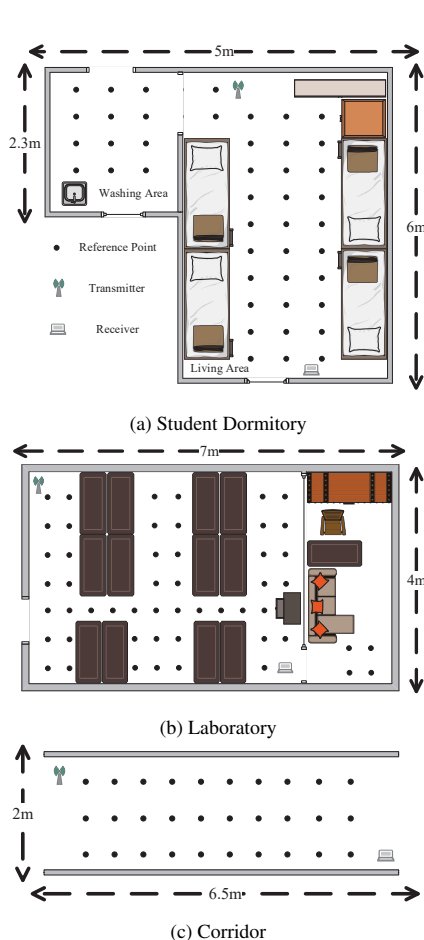 5m
2.3m
Washing Area
Reference Point
6m
Transmitter
Receiver
Living Area
(a) Student Dormitory
7m
4m
(b) Laboratory
2m
6.5m
(c) Corridor